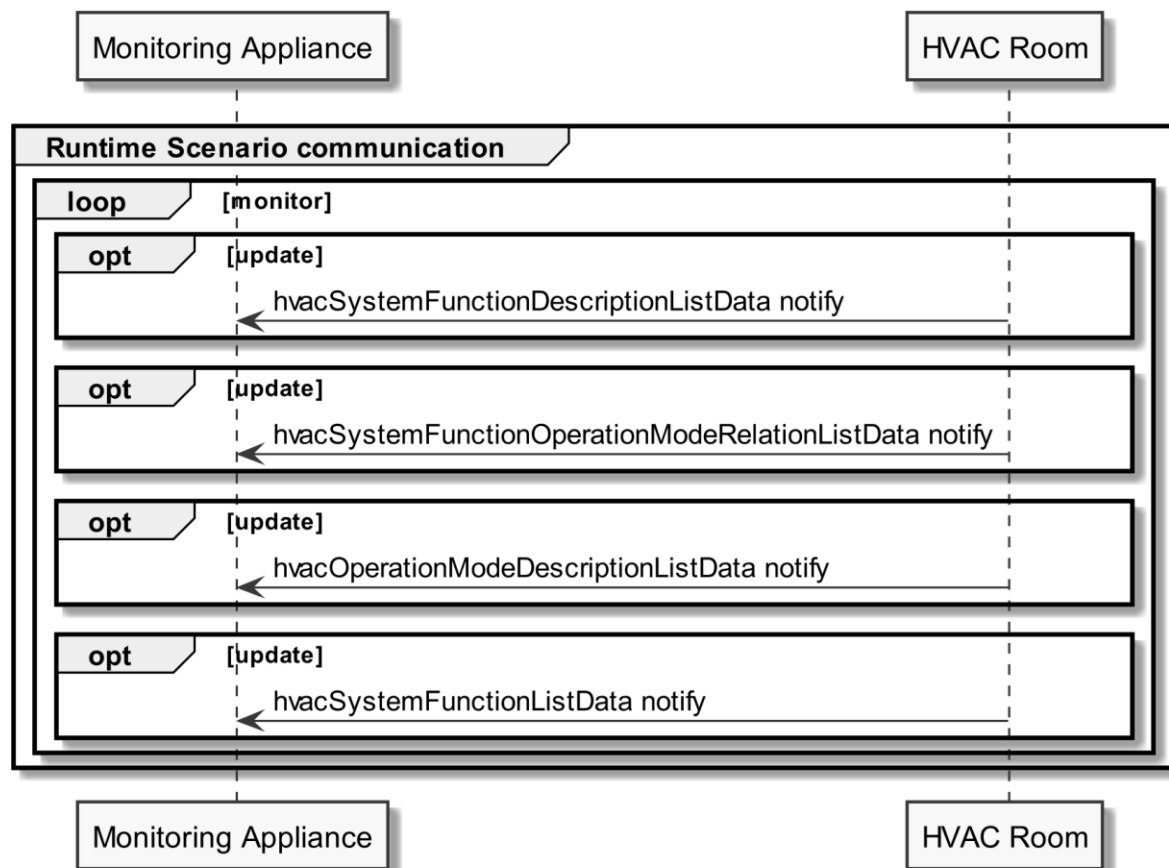 Monitoring Appliance
HVAC Room
Runtime Scenario communication
loop
[monitor]
opt
[update]
hvacSystemFunctionDescriptionListData notify
opt
[update]
hvacSystemFunctionOperationModeRelationListData notify
opt
[update]
hvacOperationModeDescriptionListData notify
opt
[update]
hvacSystemFunctionListData notify
Monitoring Appliance
HVAC Room